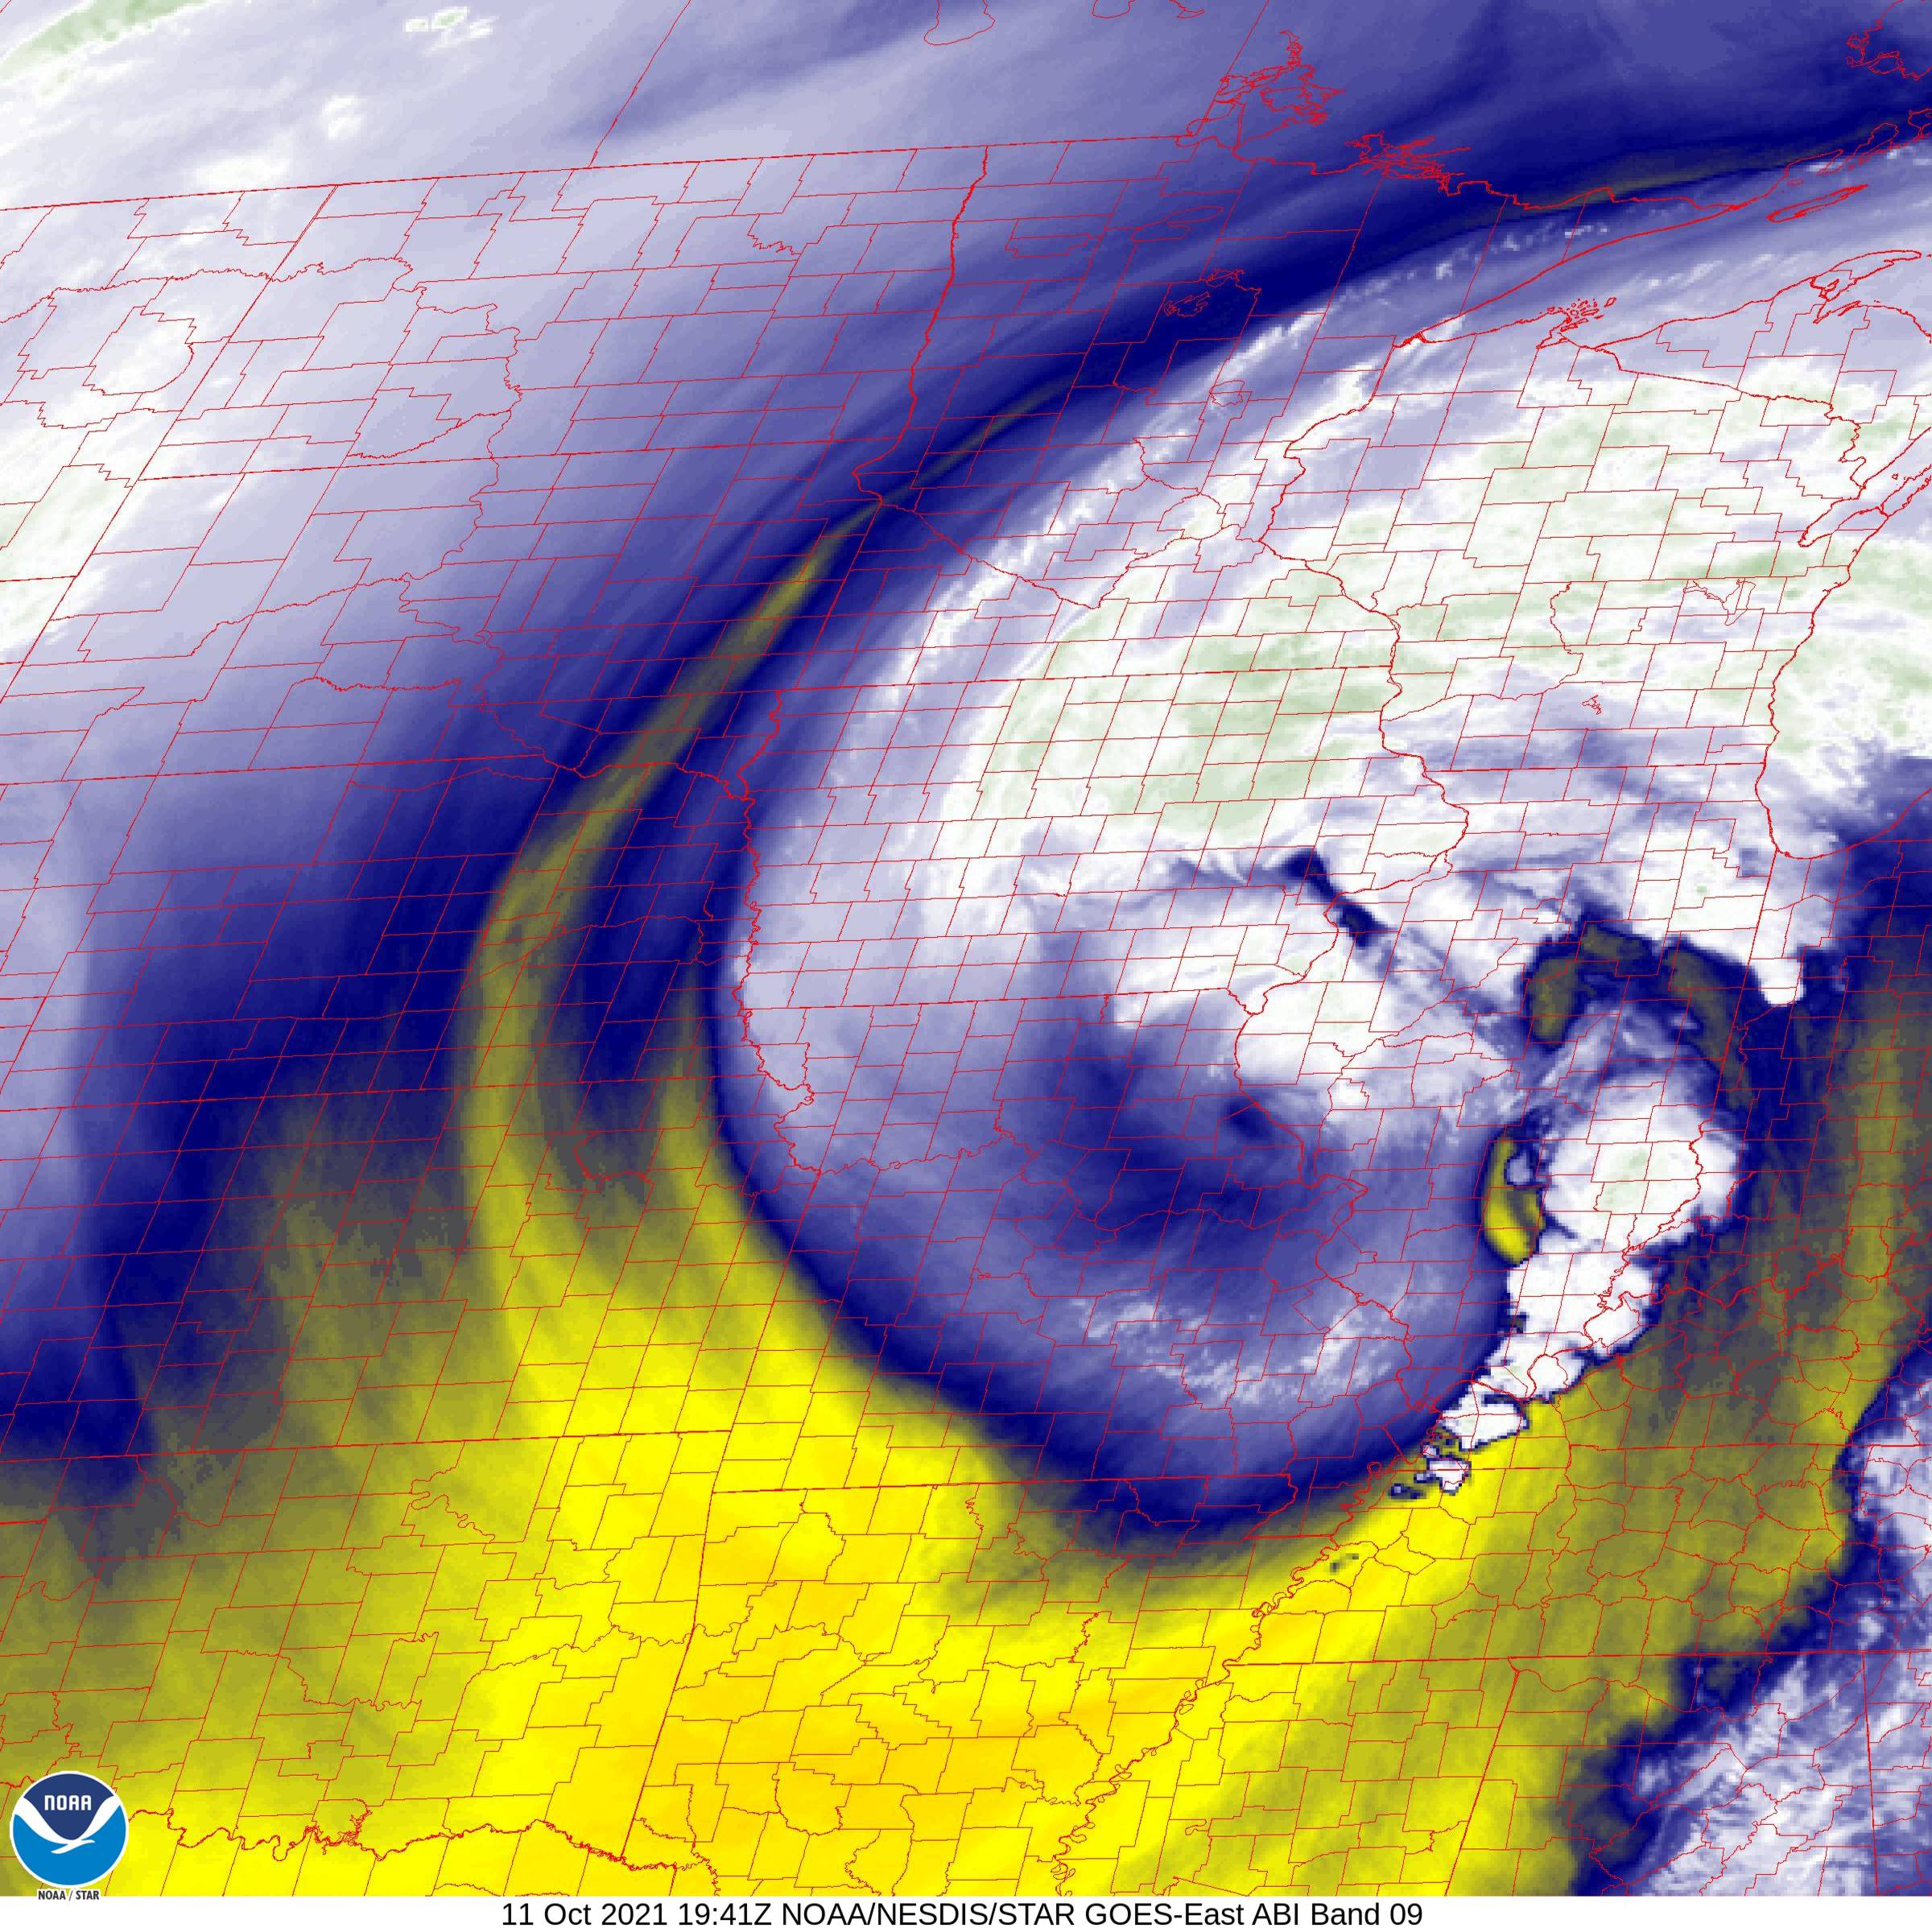 NOAA
NOAA / STAR
11 Oct 2021 19:41Z NOAA/NESDIS/STAR GOES-East ABI Band 09